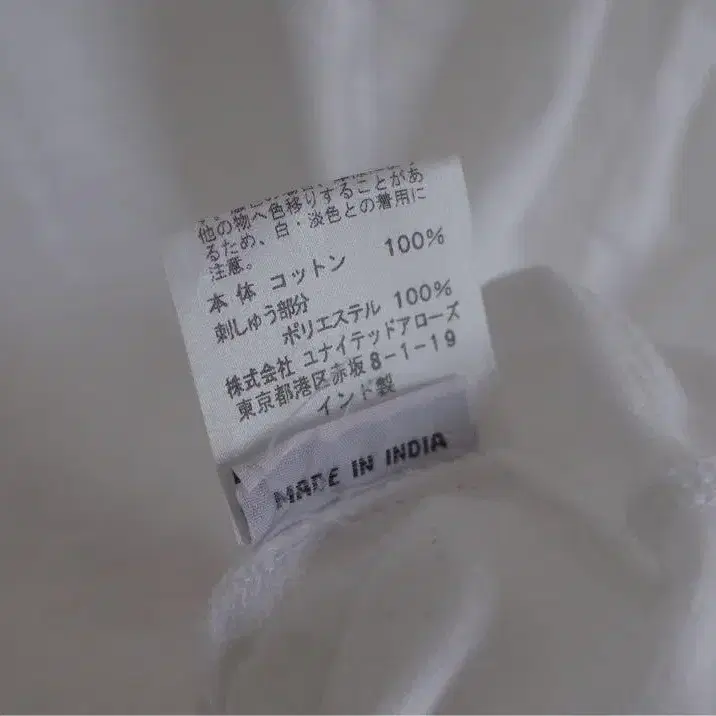 他の物へ色移りすることがあ
るため、白・淡色との着用に
注意。
本体 コットン 100%
刺しゅう部分
ポリエステル 100%
株式会社 ユナイテッドアローズ
東京都港区赤坂8-1-19
インド製
MADE IN INDIA